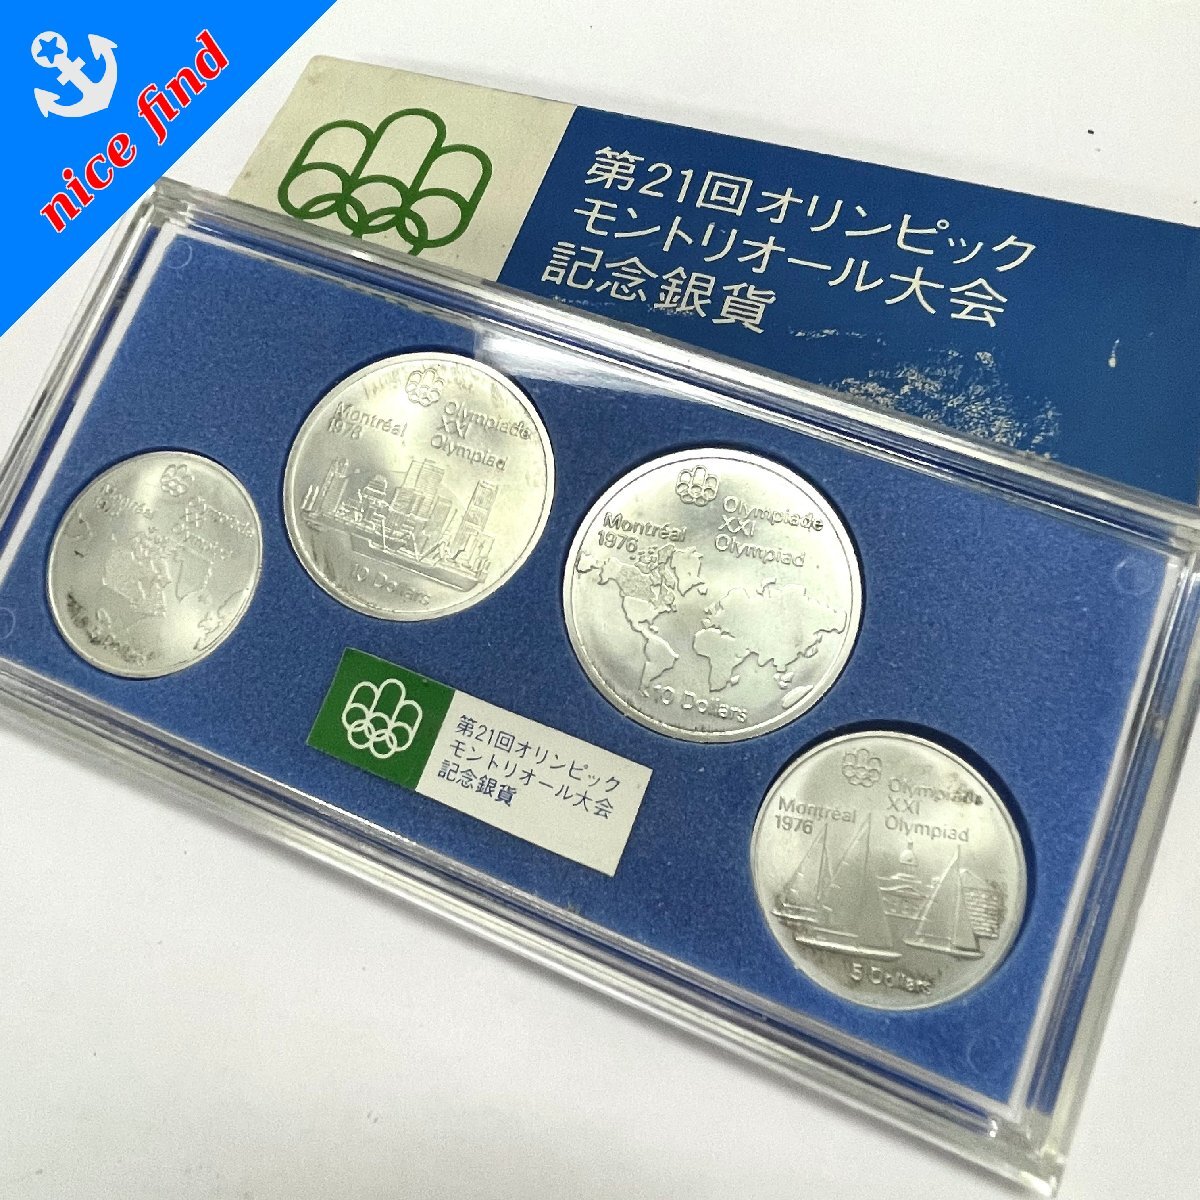 nice find
第21回オリンピック
モントリオール大会
記念銀貨
Montréal
1976
Olympiade
XXI
Olympiad
10 Dollars
Montréal
1976
Olympiade
XXI
Olympiad
10 Dollars
第21回オリンピック
モントリオール大会
記念銀貨
Montréal
1976
Olympiade
XXI
Olympiad
5 Dollars